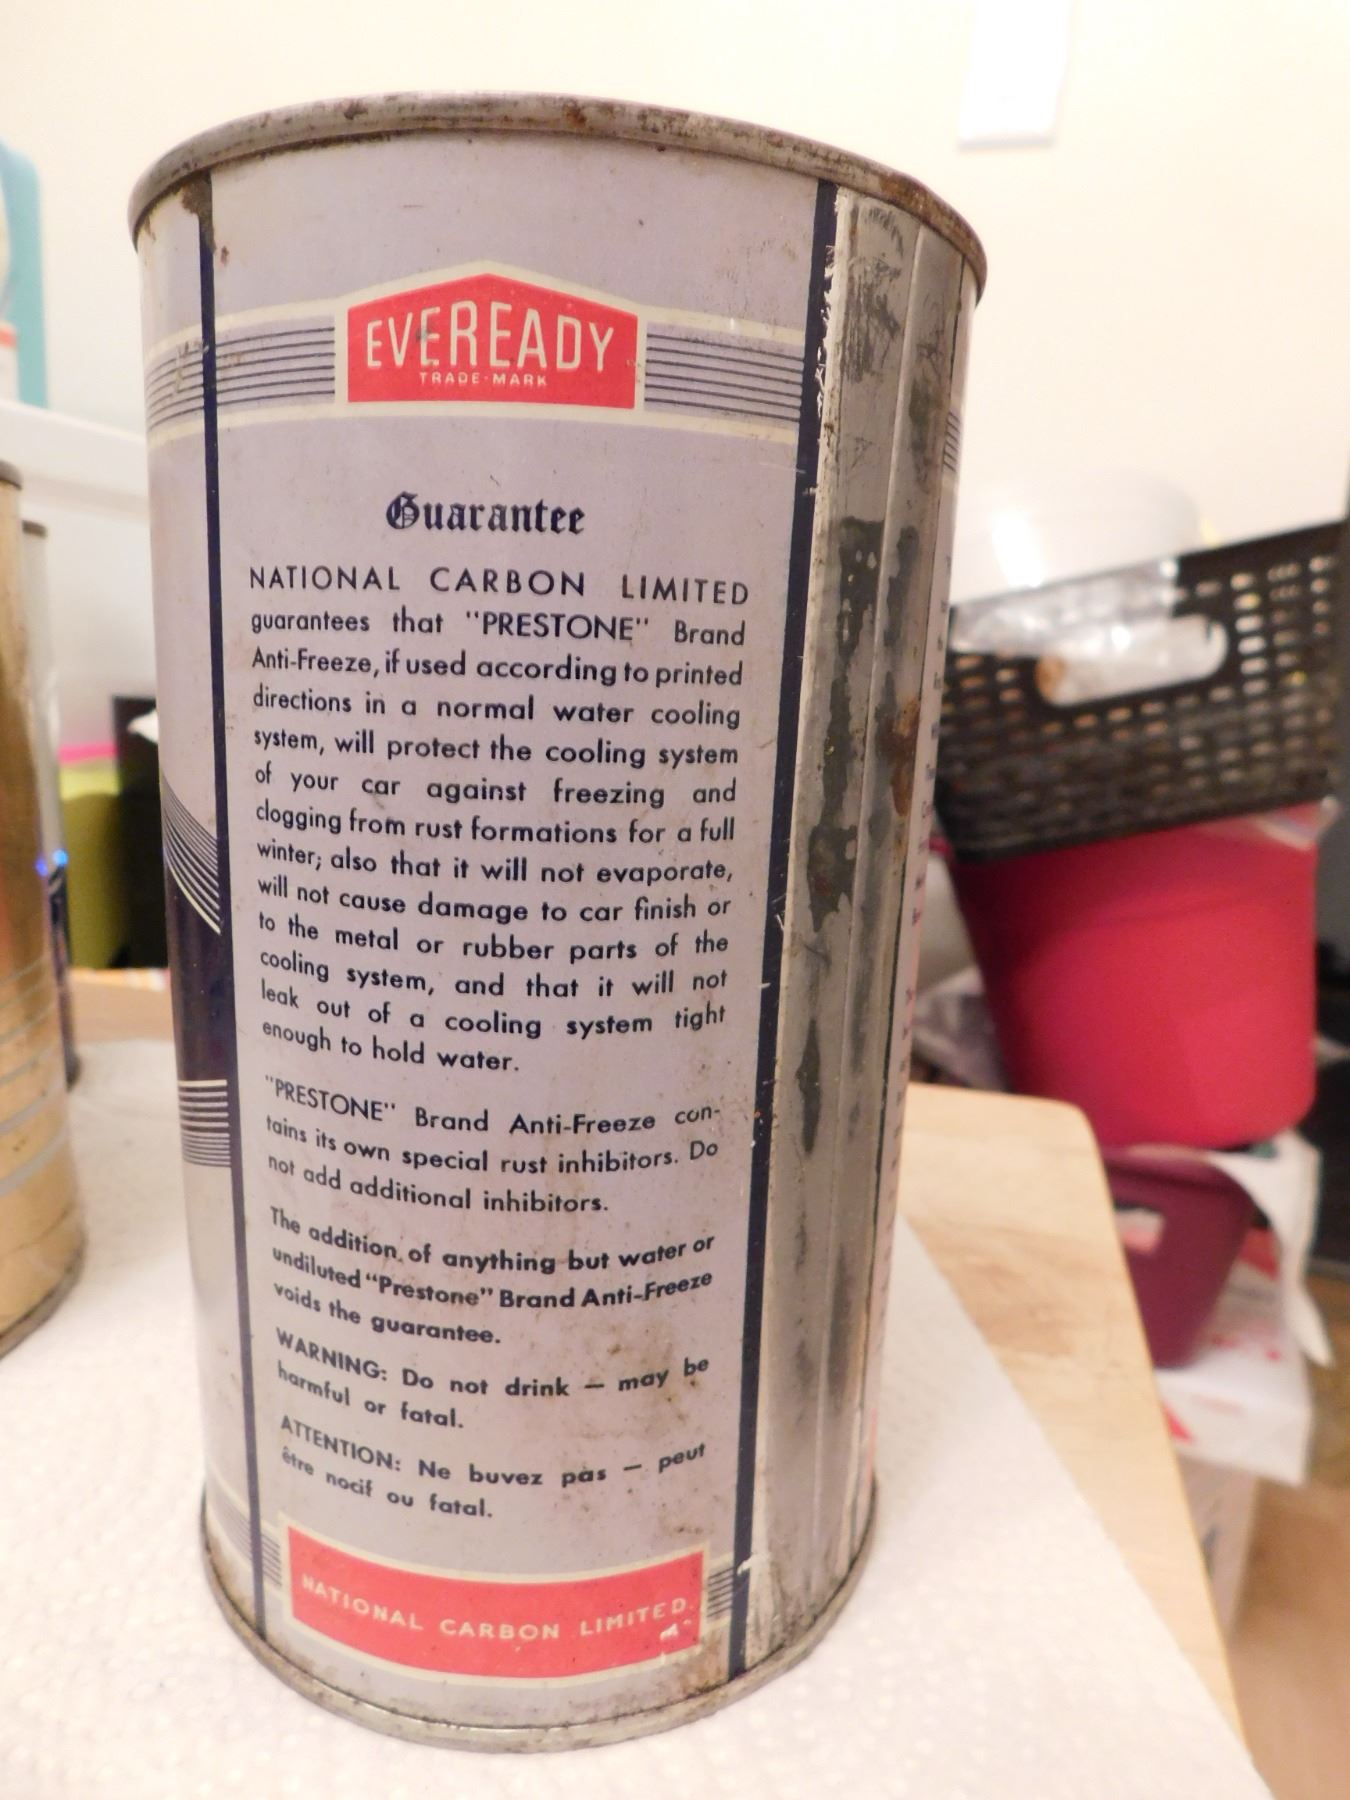 EVEREADY
TRADE-MARK
Guarantee
NATIONAL CARBON LIMITED
guarantees that "PRESTONE" Brand
Anti-Freeze, if used according to printed
directions in a normal water cooling
system, will protect the cooling system
of your car against freezing and
clogging from rust formations for a full
winter; also that it will not evaporate,
will not cause damage to car finish or
to the metal or rubber parts of the
cooling system, and that it will not
leak out of a cooling system tight
enough to hold water.
"PRESTONE" Brand Anti-Freeze con-
tains its own special rust inhibitors. Do
not add additional inhibitors.
The addition of anything but water or
undiluted "Prestone" Brand Anti-Freeze
voids the guarantee.
WARNING: Do not drink — may be
harmful or fatal.
ATTENTION: Ne buvez pas — peut
être nocif ou fatal.
NATIONAL CARBON LIMITED.